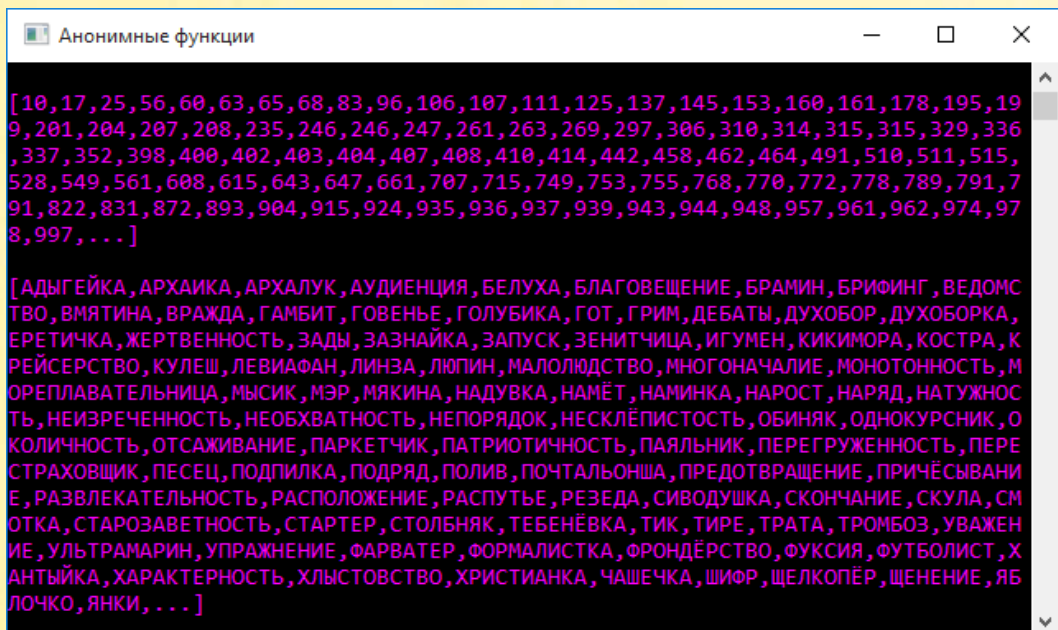 Анонимные функции
[10,17,25,56,60,63,65,68,83,96,106,107,111,125,137,145,153,160,161,178,195,19
9,201,204,207,208,235,246,246,247,261,263,269,297,306,310,314,315,315,329,336
,337,352,398,400,402,403,404,407,408,410,414,442,458,462,464,491,510,511,515,
528,549,561,608,615,643,647,661,707,715,749,753,755,768,770,772,778,789,791,7
91,822,831,872,893,904,915,924,935,936,937,939,943,944,948,957,961,962,974,97
8,997,...]
[АДЫГЕЙКА,АРХАИКА,АРХАЛУК,АУДИЕНЦИЯ,БЕЛУХА,БЛАГОВЕЩЕНИЕ,БРАМИН,БРИФИНГ,ВЕДОМС
ТВО,ВМЯТИНА,ВРАЖДА,ГАМБИТ,ГОВЕНЬЕ,ГОЛУБИКА,ГОТ,ГРИМ,ДЕБАТЫ,ДУХОБОР,ДУХОБОРКА,
ЕРЕТИЧКА,ЖЕРТВЕННОСТЬ,ЗАДЫ,ЗАЗНАЙКА,ЗАПУСК,ЗЕНИТЧИЦА,ИГУМЕН,КИКИМОРА,КОСТРА,К
РЕЙСЕРСТВО,КУЛЕШ,ЛЕВИАФАН,ЛИНЗА,ЛЮПИН,МАЛОЛЮДСТВО,МНОГОНАЧАЛИЕ,МОНОТОННОСТЬ,М
ОРЕПЛАВАТЕЛЬНИЦА,МЫСИК,МЭР,МЯКИНА,НАДУВКА,НАМЁТ,НАМИНКА,НАРОСТ,НАРЯД,НАТУЖНОС
ТЬ,НЕИЗРЕЧЕННОСТЬ,НЕОБХВАТНОСТЬ,НЕПОРЯДОК,НЕСКЛЁПИСТОСТЬ,ОБИНЯК,ОДНОКУРСНИК,О
КОЛИЧНОСТЬ,ОТСАЖИВАНИЕ,ПАРКЕТЧИК,ПАТРИОТИЧНОСТЬ,ПАЯЛЬНИК,ПЕРЕГРУЖЕННОСТЬ,ПЕРЕ
СТРАХОВЩИК,ПЕСЕЦ,ПОДПИЛКА,ПОДРЯД,ПОЛИВ,ПОЧТАЛЬОНША,ПРЕДОТВРАЩЕНИЕ,ПРИЧЁСЫВАНИ
Е,РАЗВЛЕКАТЕЛЬНОСТЬ,РАСПОЛОЖЕНИЕ,РАСПУТЬЕ,РЕЗЕДА,СИВОДУШКА,СКОНЧАНИЕ,СКУЛА,СМ
ОТКА,СТАРОЗАВЕТНОСТЬ,СТАРТЕР,СТОЛБНЯК,ТЕБЕНЁВКА,ТИК,ТИРЕ,ТРАТА,ТРОМБОЗ,УВАЖЕН
ИЕ,УЛЬТРАМАРИН,УПРАЖНЕНИЕ,ФАРВАТЕР,ФОРМАЛИСТКА,ФРОНДЁРСТВО,ФУКСИЯ,ФУТБОЛИСТ,Х
АНТЫЙКА,ХАРАКТЕРНОСТЬ,ХЛЫСТОВСТВО,ХРИСТИАНКА,ЧАШЕЧКА,ШИФР,ЩЕЛКОПЁР,ЩЕНЕНИЕ,ЯБ
ЛОЧКО,ЯНКИ,...]